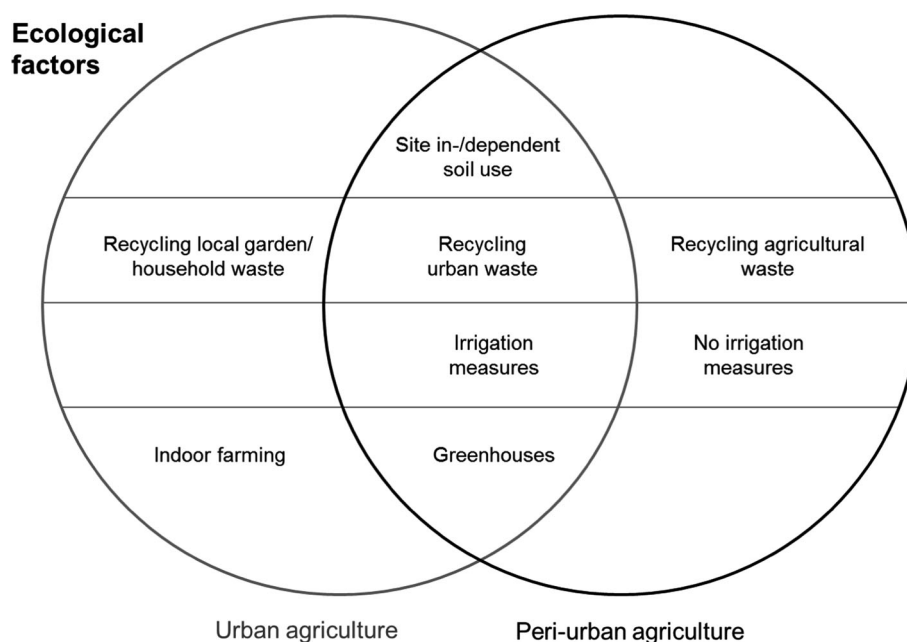 Ecological
factors
Site in-/dependent
soil use
Recycling local garden/
household waste
Recycling
urban waste
Recycling agricultural
waste
Irrigation
measures
No irrigation
measures
Indoor farming
Greenhouses
Urban agriculture
Peri-urban agriculture